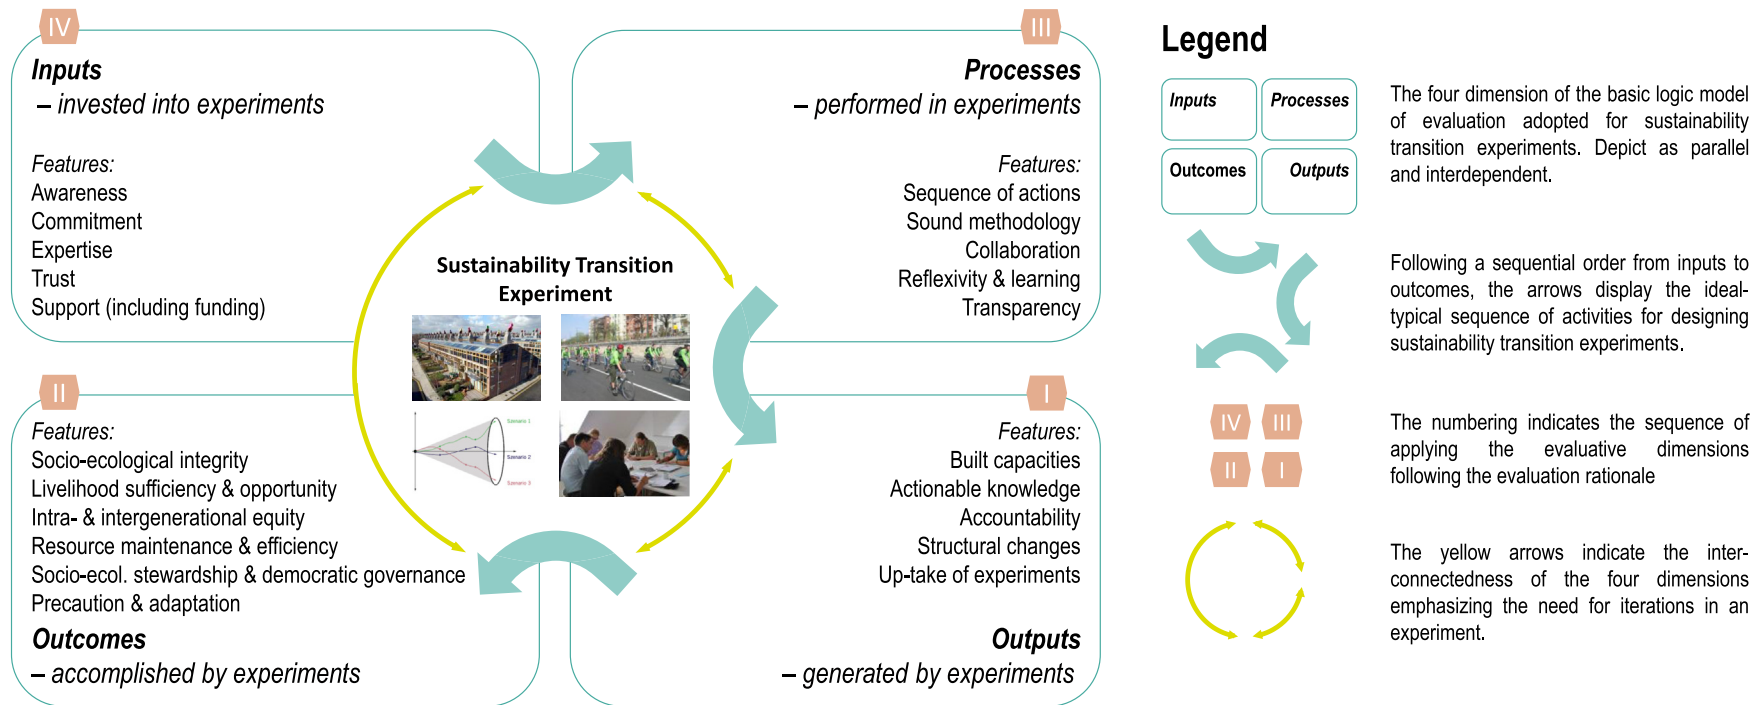 IV
Inputs
– invested into experiments
Features:
Awareness
Commitment
Expertise
Trust
Support (including funding)
III
Processes
– performed in experiments
Features:
Sequence of actions
Sound methodology
Collaboration
Reflexivity & learning
Transparency
Sustainability Transition
Experiment
Szenario 1
Szenario 2
Szenario 3
II
Features:
Socio-ecological integrity
Livelihood sufficiency & opportunity
Intra- & intergenerational equity
Resource maintenance & efficiency
Socio-ecol. stewardship & democratic governance
Precaution & adaptation
Outcomes
– accomplished by experiments
I
Features:
Built capacities
Actionable knowledge
Accountability
Structural changes
Up-take of experiments
Outputs
– generated by experiments
Legend
Inputs
Processes
Outcomes
Outputs
The four dimension of the basic logic model
of evaluation adopted for sustainability
transition experiments. Depict as parallel
and interdependent.
Following a sequential order from inputs to
outcomes, the arrows display the ideal-
typical sequence of activities for designing
sustainability transition experiments.
IV III
II I
The numbering indicates the sequence of
applying the evaluative dimensions
following the evaluation rationale
The yellow arrows indicate the inter-
connectedness of the four dimensions
emphasizing the need for iterations in an
experiment.